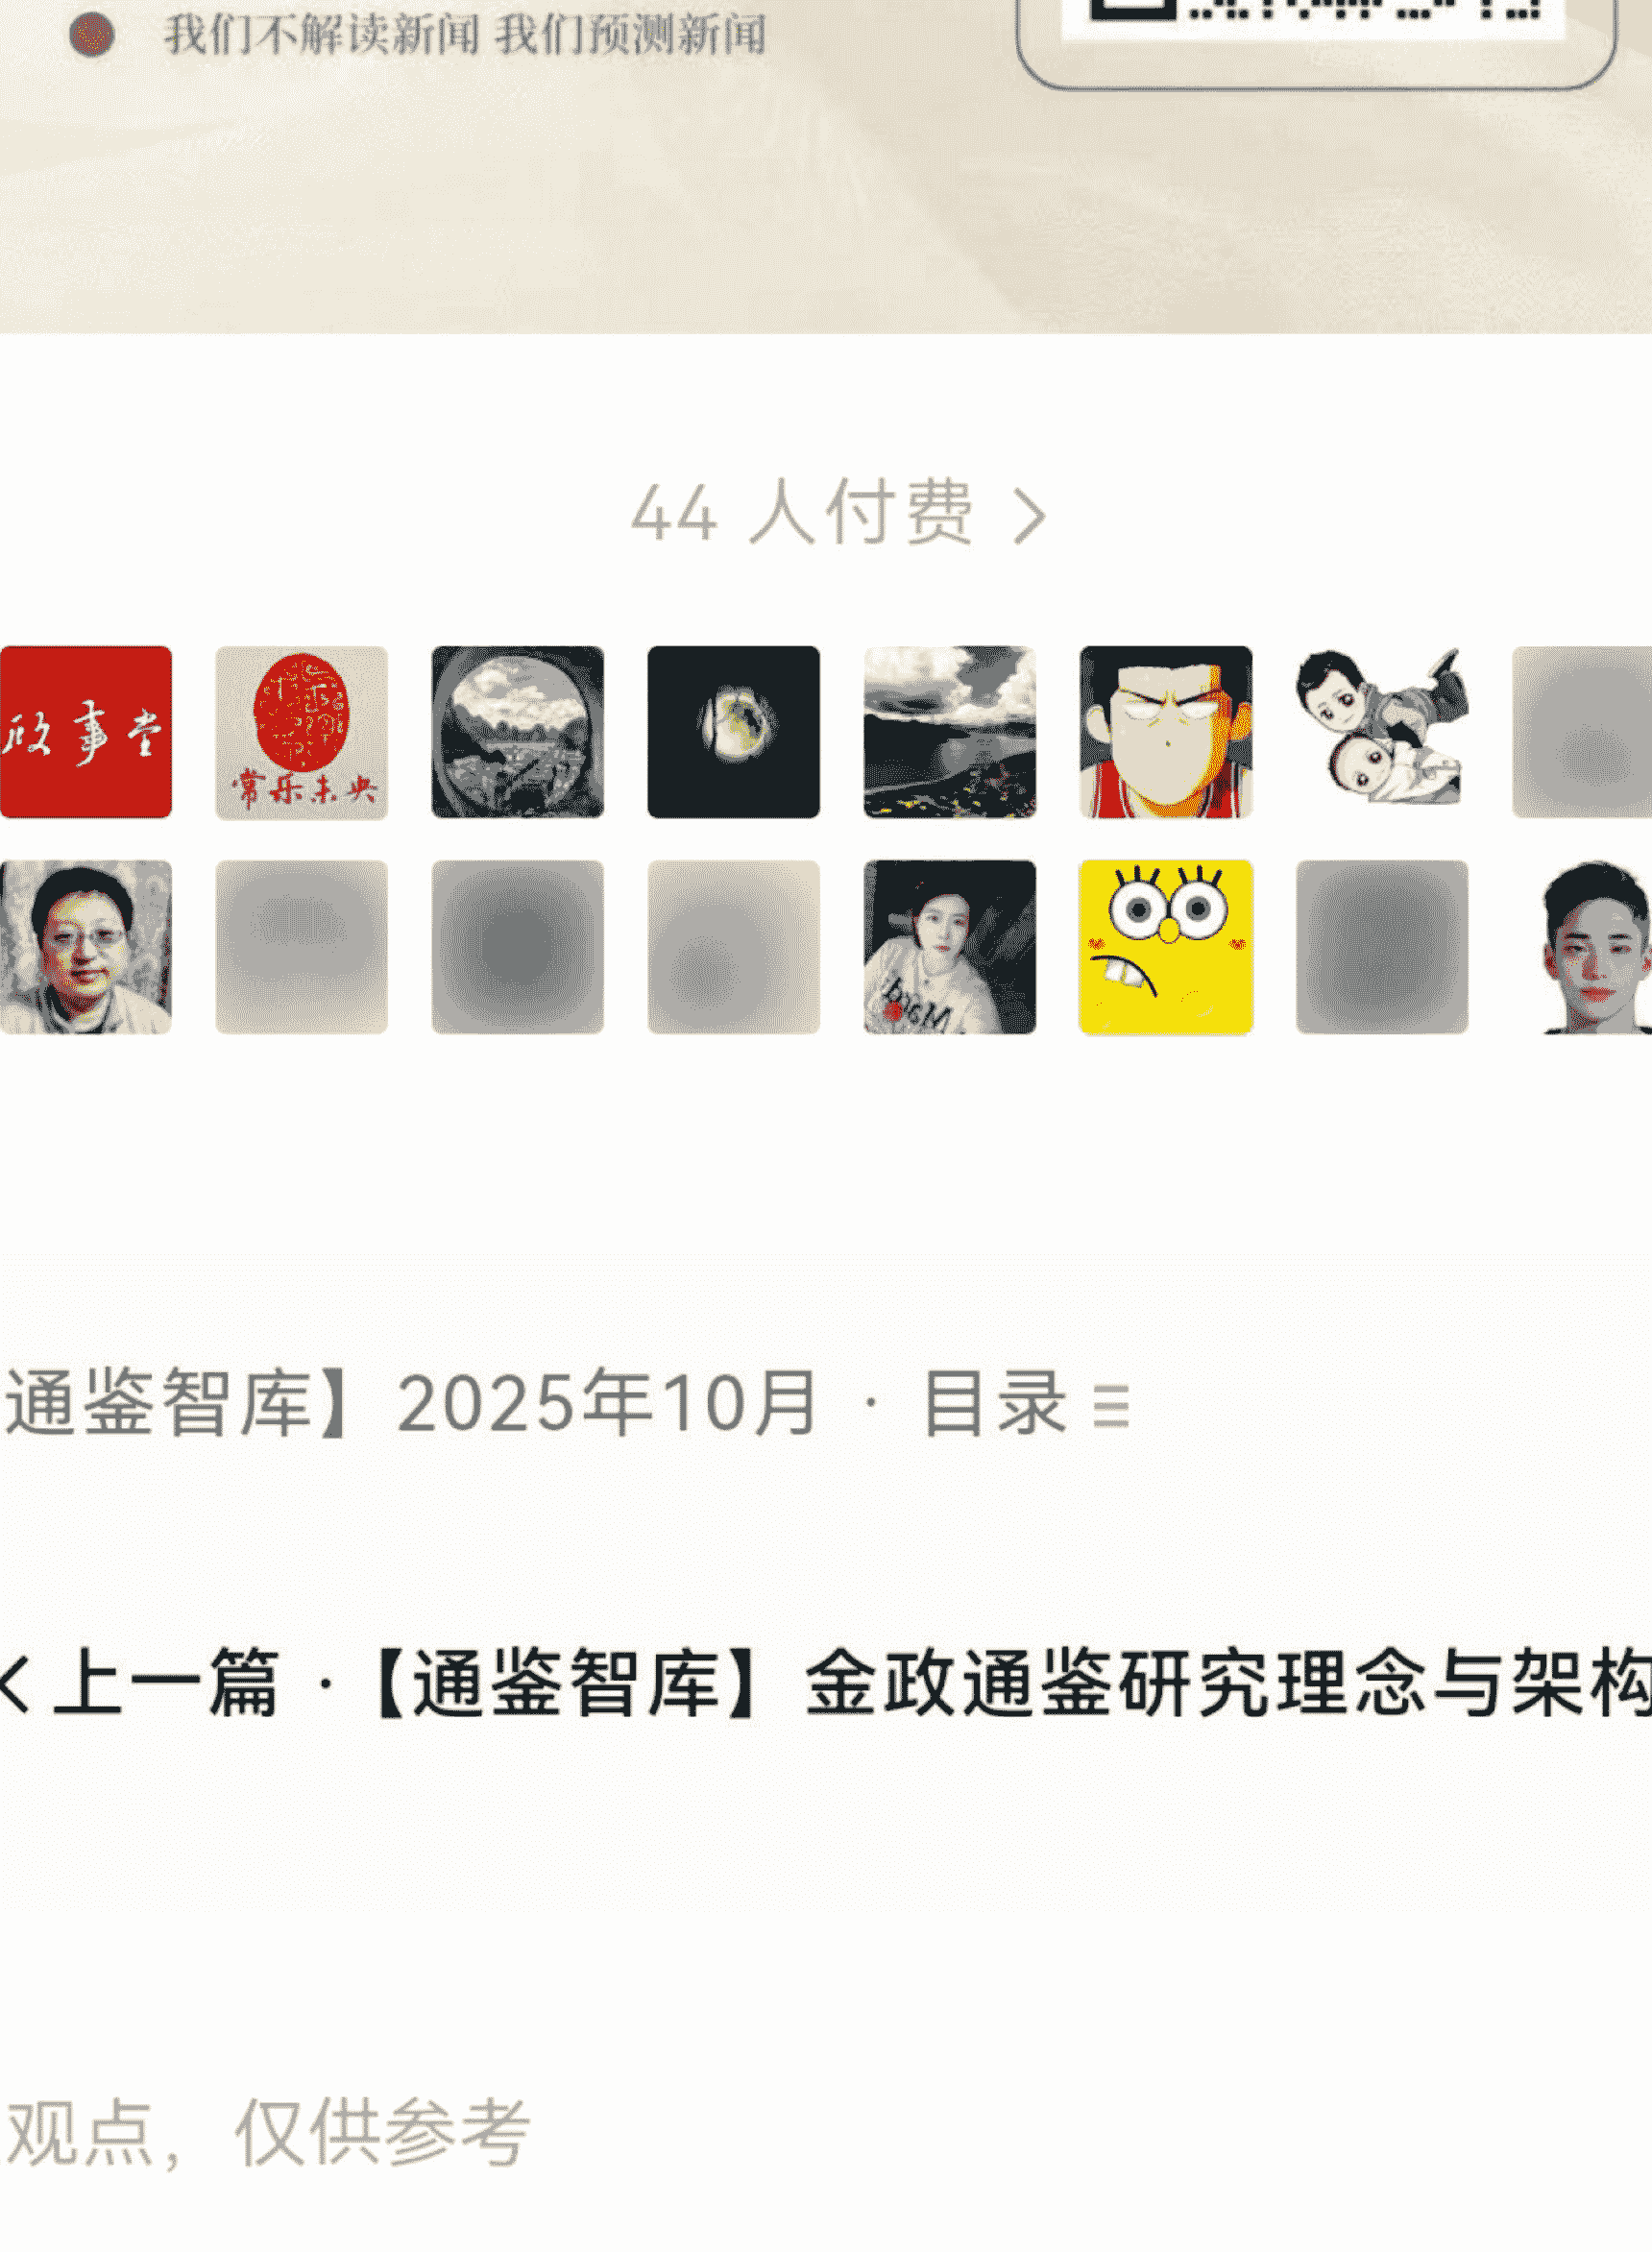 我们不解读新闻 我们预测新闻
44 人付费
事堂
常乐未央
通鉴智库】2025年10月 · 目录
上一篇 ·【通鉴智库】金政通鉴研究理念与架构
观点，仅供参考